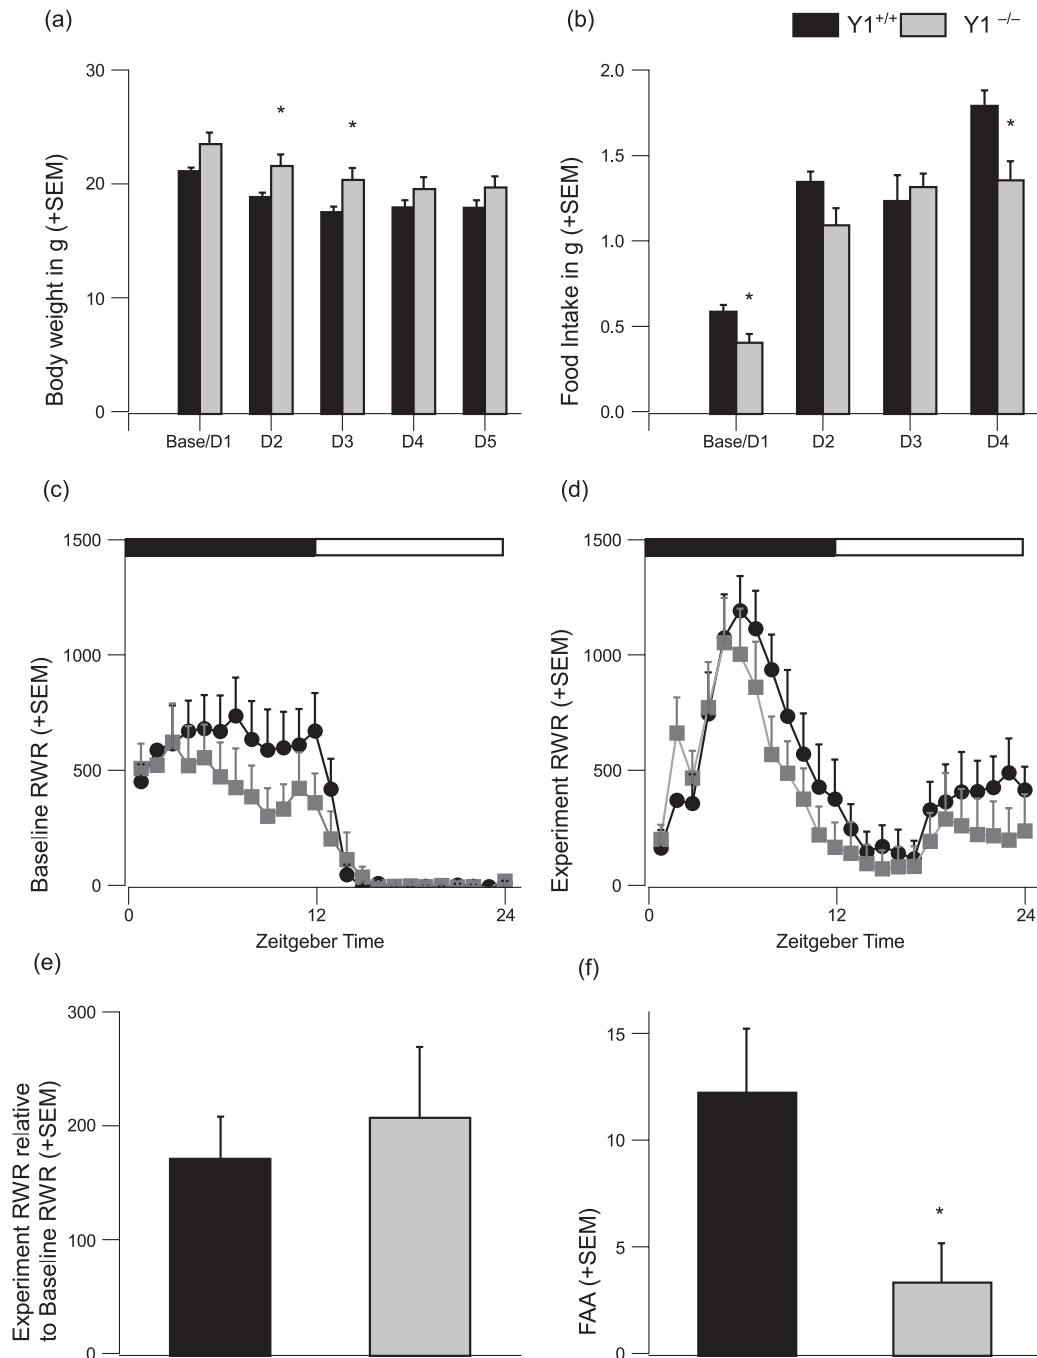 (a)
(b)
Y1+/+ Y1 −/−
Body weight in g (+SEM)
30
20
10
0
* *
Base/D1 D2 D3 D4 D5
Food Intake in g (+SEM)
2.0
1.5
1.0
0.5
0.0
* *
Base/D1 D2 D3 D4
(c)
(d)
Baseline RWR (+SEM)
1500
1000
500
0
0 12 24
Zeitgeber Time
Experiment RWR (+SEM)
1500
1000
500
0
0 12 24
Zeitgeber Time
(e)
(f)
Experiment RWR relative
to Baseline RWR (+SEM)
300
200
100
0
FAA (+SEM)
15
10
5
0
*